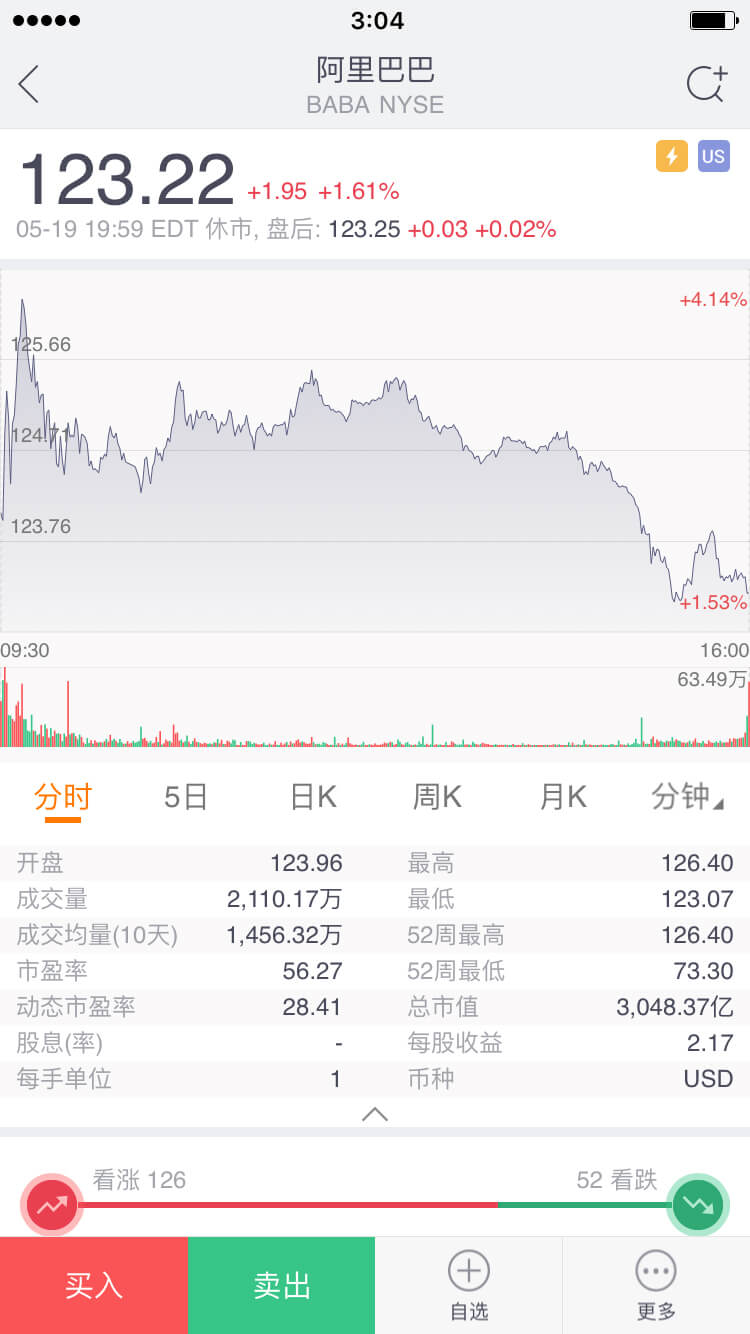 3:04
阿里巴巴
BABA NYSE
123.22 +1.95 +1.61%
US
05-19 19:59 EDT 休市, 盘后: 123.25 +0.03 +0.02%
+4.14%
125.66
124.71
123.76
+1.53%
09:30 16:00
63.49万
分时 5日 日K 周K 月K 分钟
开盘 123.96 最高 126.40
成交量 2,110.17万 最低 123.07
成交均量(10天) 1,456.32万 52周最高 126.40
市盈率 56.27 52周最低 73.30
动态市盈率 28.41 总市值 3,048.37亿
股息(率) - 每股收益 2.17
每手单位 1 币种 USD
看涨 126 52 看跌
买入 卖出 自选 更多